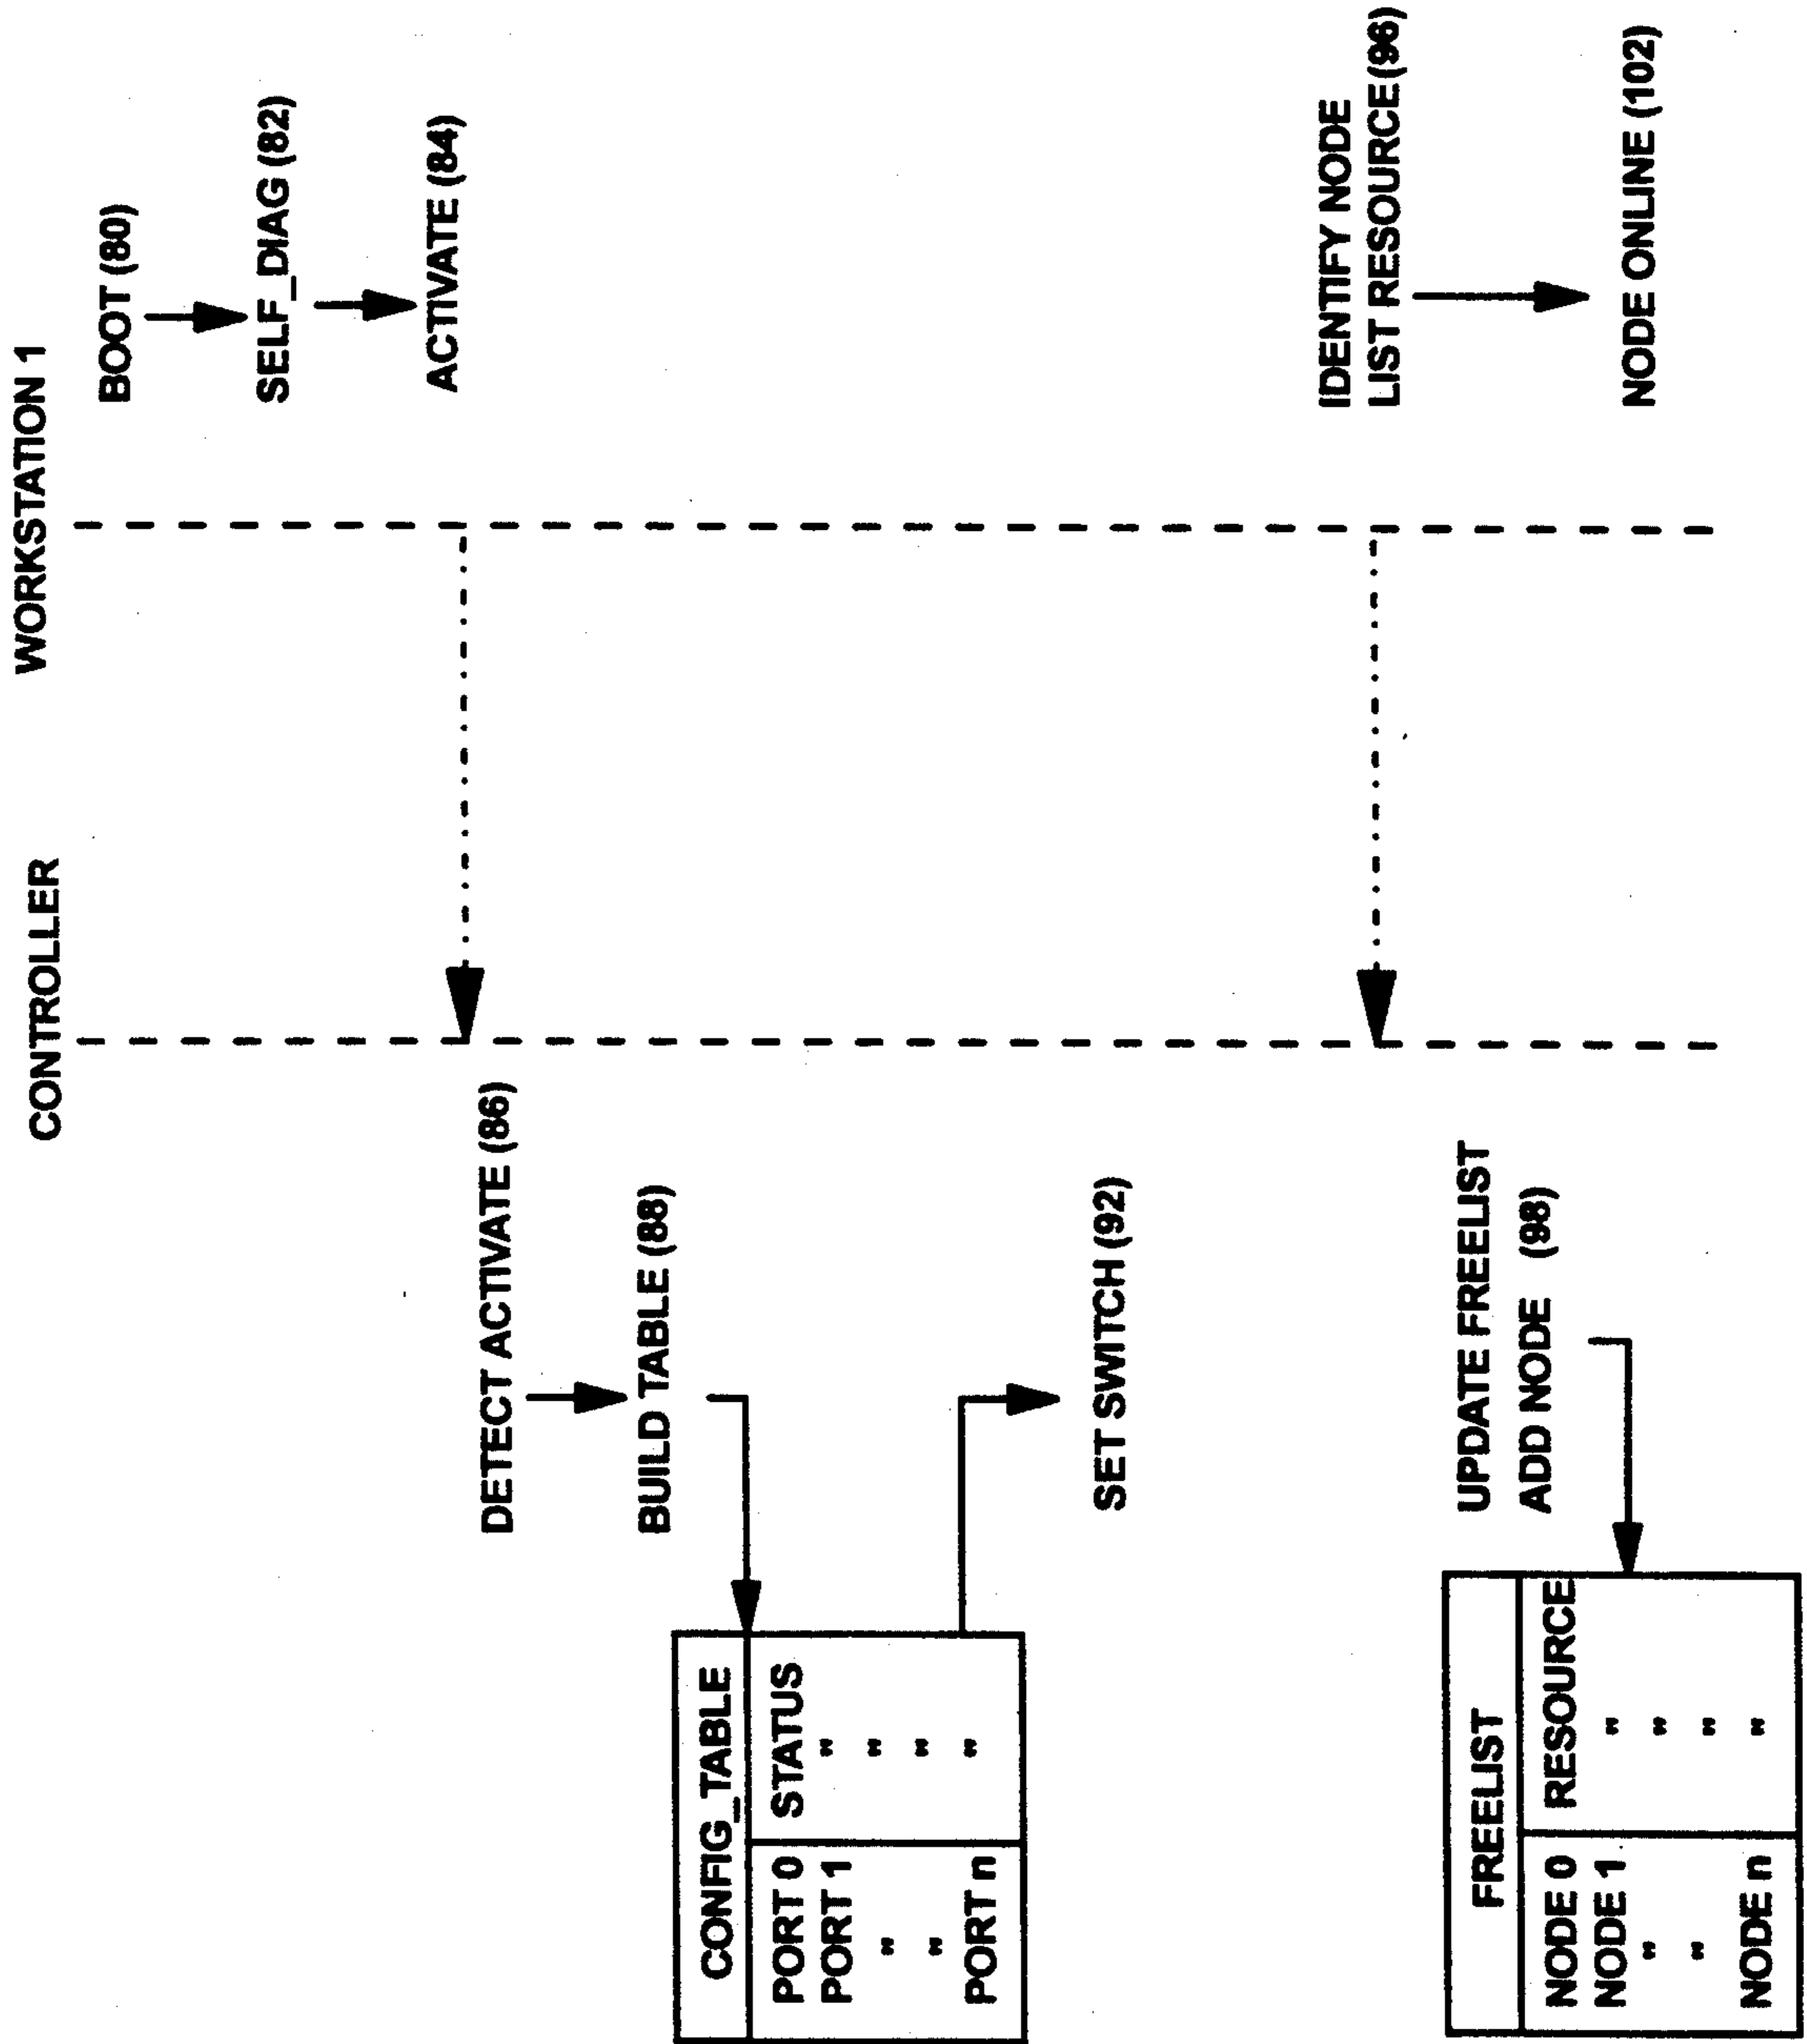 CONTROLLER
WORKSTATION 1
BOOT (80)
SELF_DIAG (82)
ACTIVATE (84)
DETECT ACTIVATE (86)
BUILD TABLE (88)
CONFIG_TABLE
PORT 0 STATUS
PORT 1 "
" "
" "
PORT n "
SET SWITCH (92)
IDENTIFY NODE
LIST RESOURCE (96)
UPDATE FREELIST
ADD NODE (98)
FREELIST
NODE 0 RESOURCE
NODE 1 "
" "
" "
NODE n "
NODE ONLINE (102)